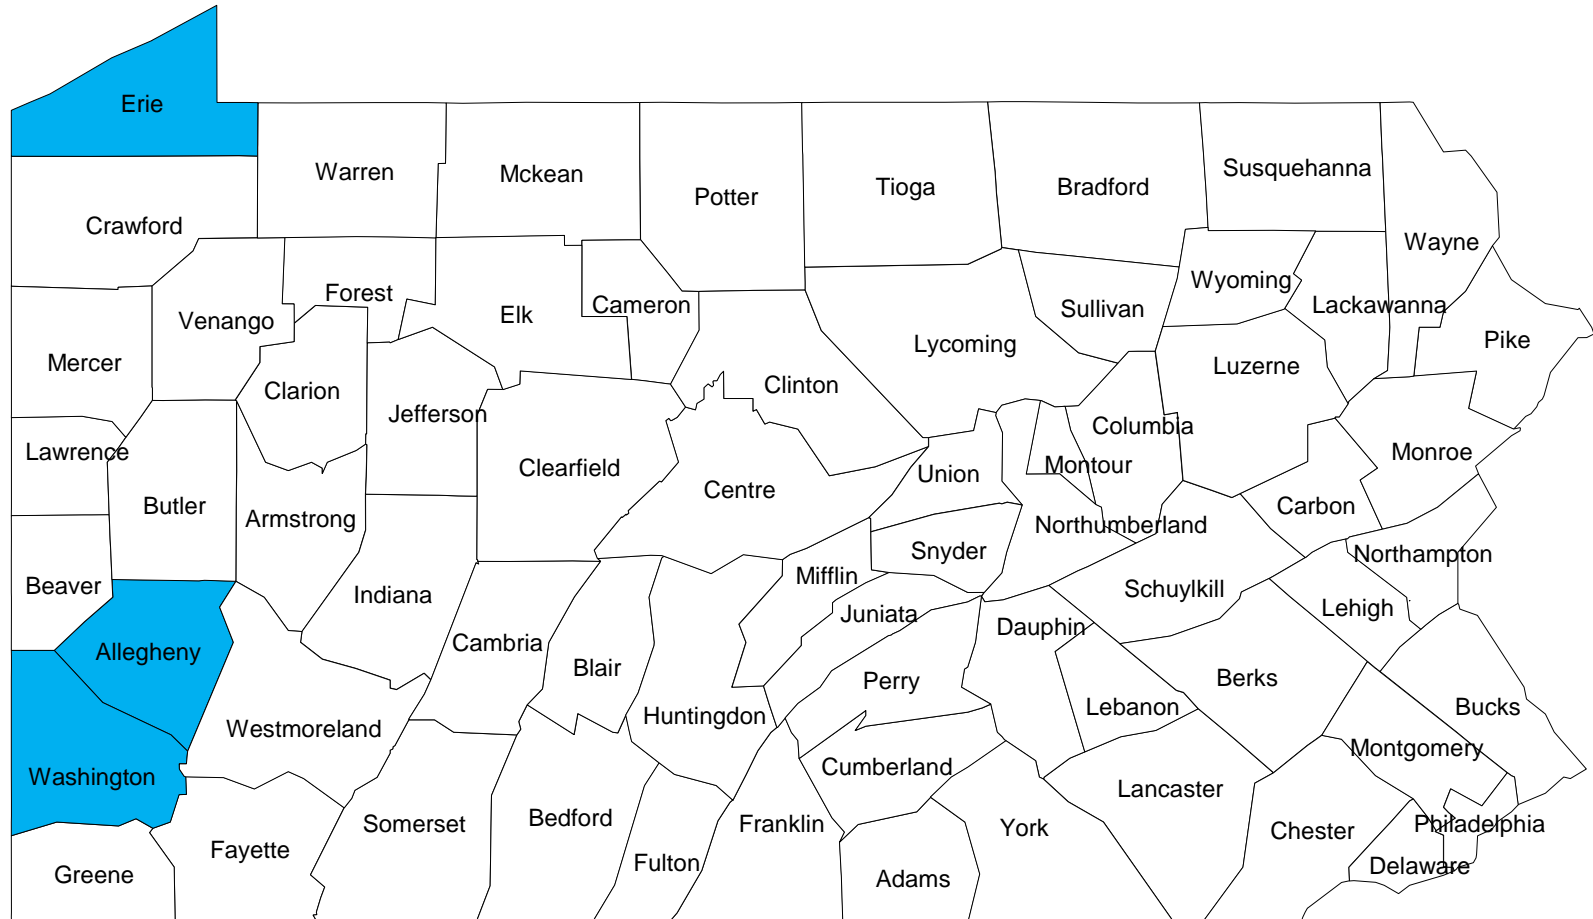 Erie
Warren
Mckean
Potter
Tioga
Bradford
Susquehanna
Crawford
Wayne
Forest
Venango
Elk
Cameron
Sullivan
Wyoming
Lackawanna
Mercer
Clarion
Jefferson
Clinton
Lycoming
Luzerne
Pike
Lawrence
Butler
Armstrong
Clearfield
Centre
Union
Montour
Columbia
Monroe
Carbon
Beaver
Indiana
Mifflin
Snyder
Northumberland
Northampton
Schuylkill
Lehigh
Juniata
Dauphin
Allegheny
Cambria
Blair
Perry
Berks
Huntingdon
Lebanon
Bucks
Westmoreland
Montgomery
Washington
Cumberland
Lancaster
Somerset
Bedford
Franklin
York
Chester
Philadelphia
Greene
Fayette
Fulton
Adams
Delaware